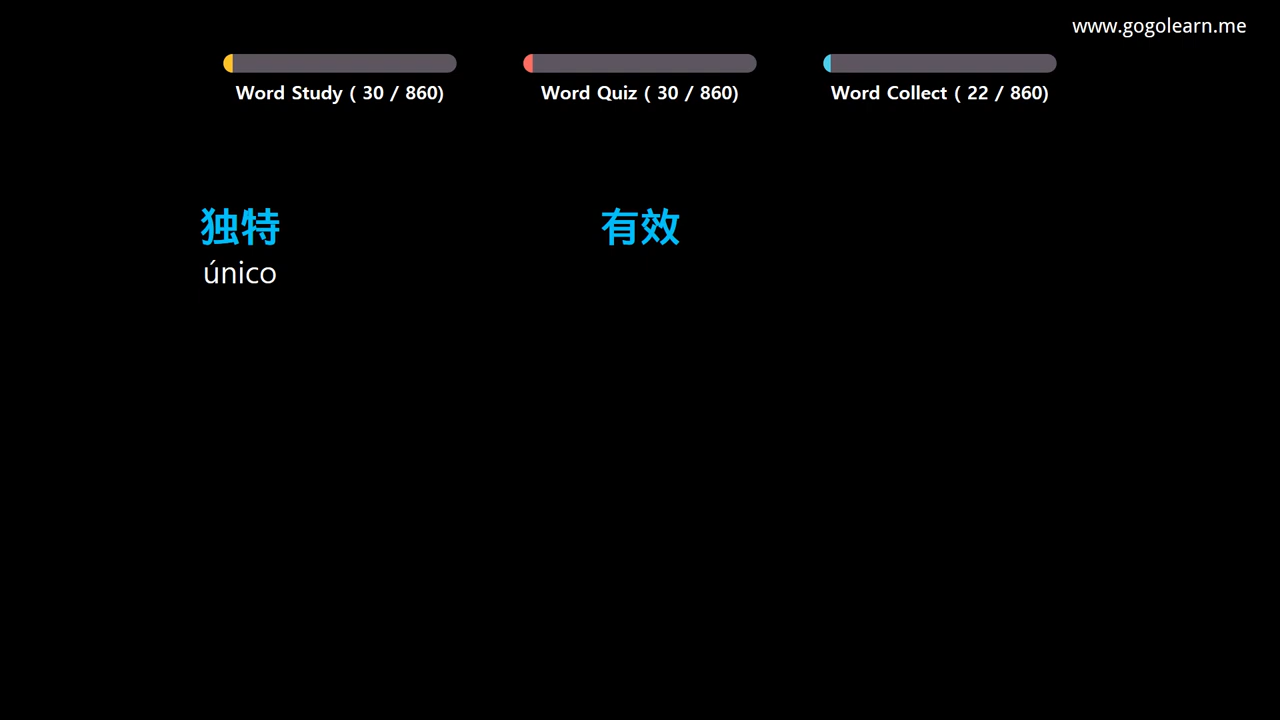 www.gogolearn.me
Word Study ( 30 / 860)
Word Quiz ( 30 / 860)
Word Collect ( 22 / 860)
独特
único
有效